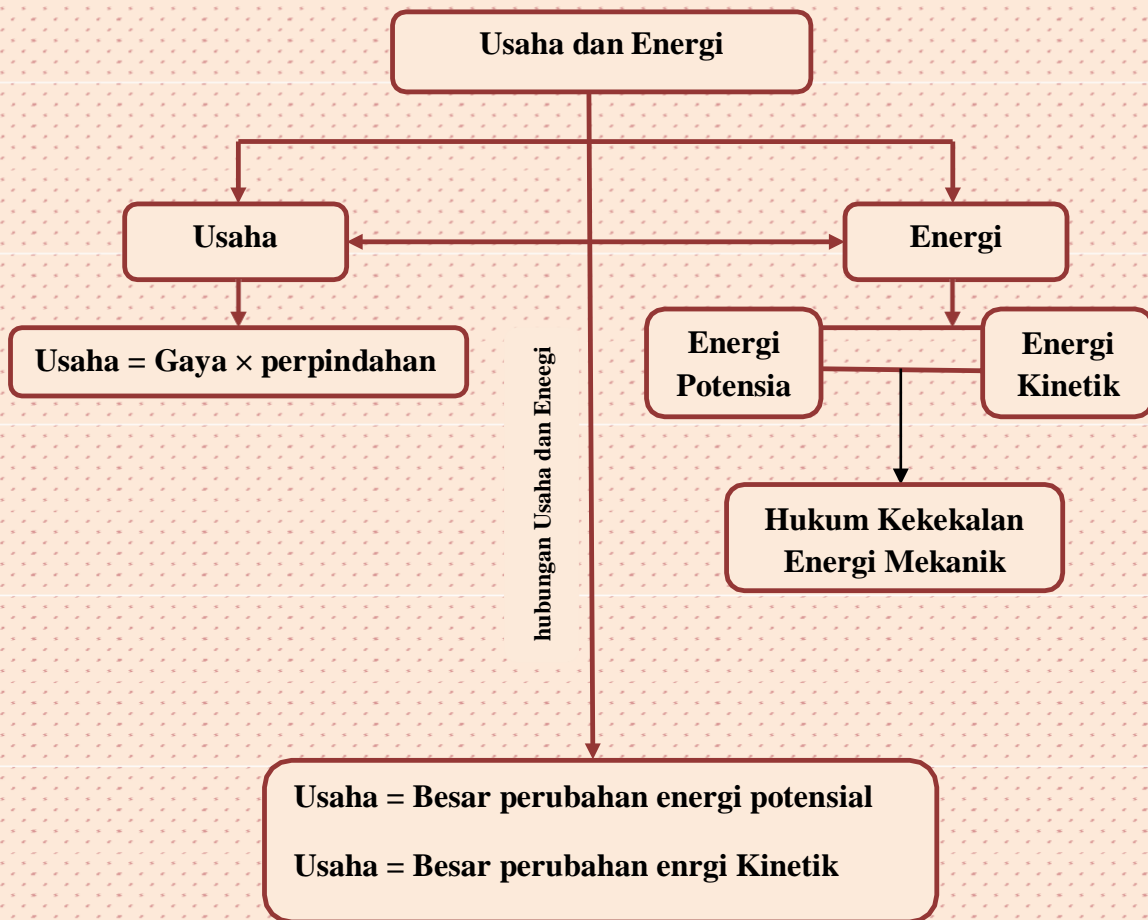 Usaha dan Energi
Usaha
Energi
Usaha = Gaya × perpindahan
Energi
Potensia
Energi
Kinetik
hubungan Usaha dan Eneegi
Hukum Kekekalan
Energi Mekanik
Usaha = Besar perubahan energi potensial
Usaha = Besar perubahan enrgi Kinetik